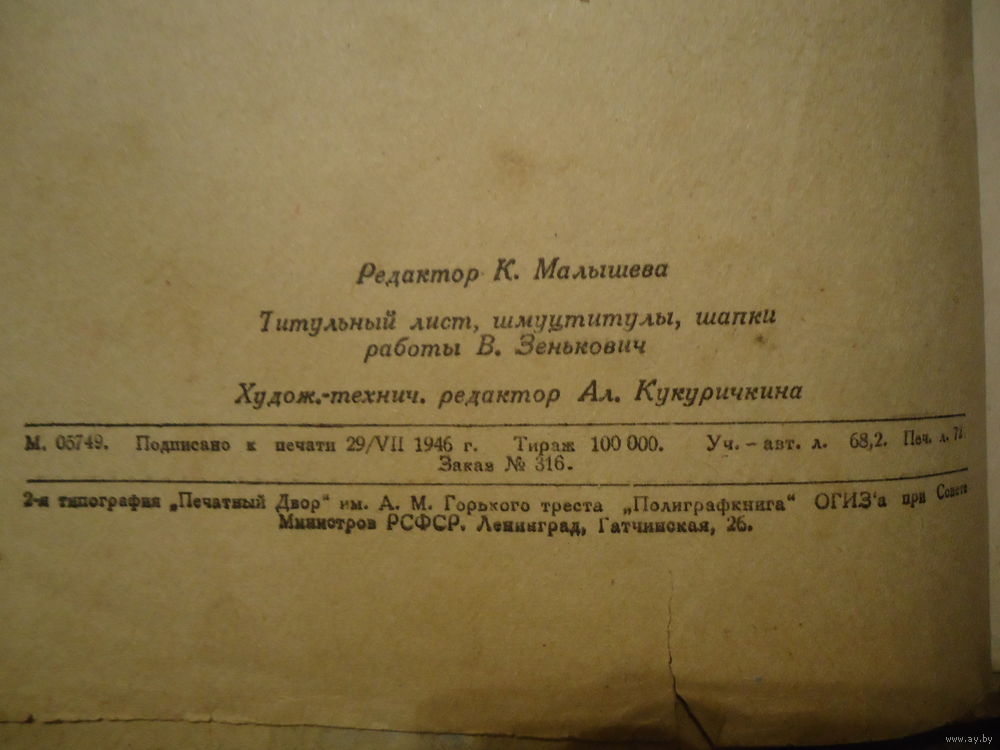 Редактор К. Малышева
Титульный лист, шмуцтитулы, шапки
работы В. Зенькович
Худож.-технич. редактор Ал. Кукуричкина
М. 05749. Подписано к печати 29/VII 1946 г. Тираж 100 000. Уч.-авт. л. 68,2. Печ. л. 72.
Заказ № 316.
2-я типография „Печатный Двор“ им. А. М. Горького треста „Полиграфкнига“ ОГИЗ'а при Совете
Министров РСФСР. Ленинград, Гатчинская, 26.
www.ay.by